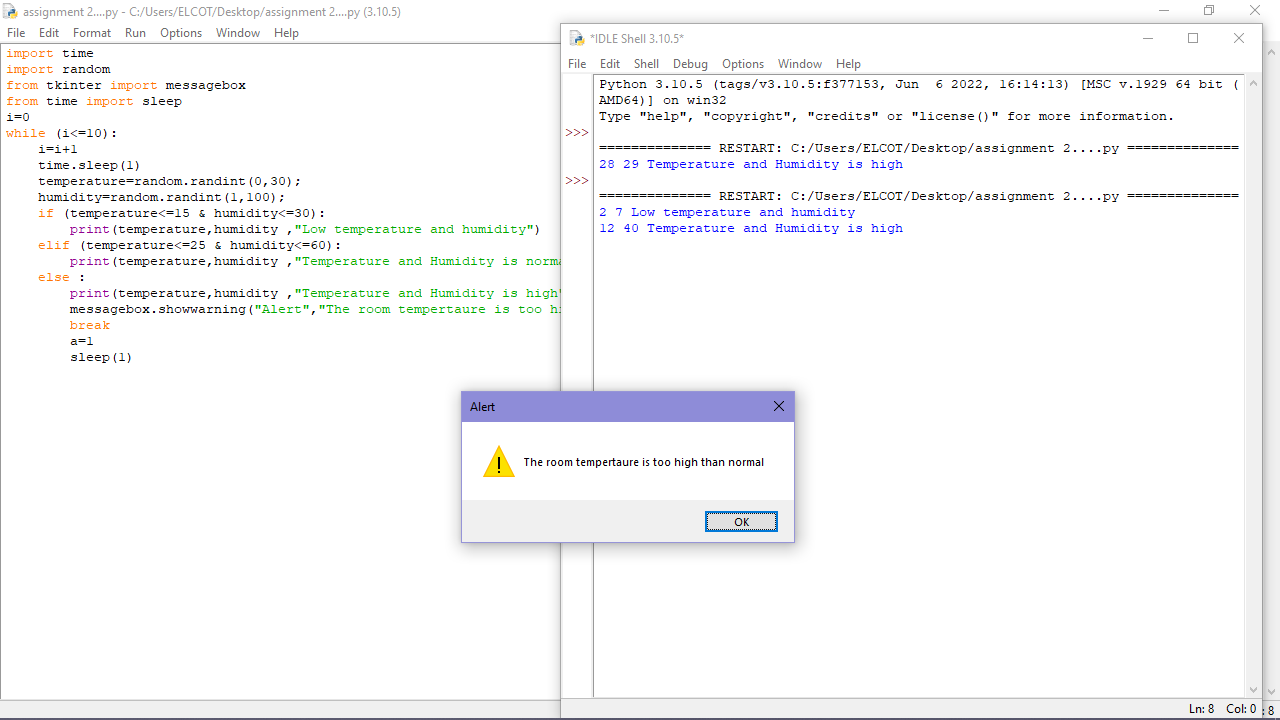 assignment 2....py - C:/Users/ELCOT/Desktop/assignment 2....py (3.10.5)
File Edit Format Run Options Window Help
import time
import random
from tkinter import messagebox
from time import sleep
i=0
while (i<=10):
    i=i+1
    time.sleep(1)
    temperature=random.randint(0,30);
    humidity=random.randint(1,100);
    if (temperature<=15 & humidity<=30):
        print(temperature,humidity ,"Low temperature and humidity")
    elif (temperature<=25 & humidity<=60):
        print(temperature,humidity ,"Temperature and Humidity is norma
    else :
        print(temperature,humidity ,"Temperature and Humidity is high"
        messagebox.showwarning("Alert","The room tempertaure is too hi
        break
        a=1
        sleep(1)
*IDLE Shell 3.10.5*
File Edit Shell Debug Options Window Help
Python 3.10.5 (tags/v3.10.5:f377153, Jun  6 2022, 16:14:13) [MSC v.1929 64 bit (
AMD64)] on win32
Type "help", "copyright", "credits" or "license()" for more information.
>>>
============== RESTART: C:/Users/ELCOT/Desktop/assignment 2....py ==============
28 29 Temperature and Humidity is high
>>>
============== RESTART: C:/Users/ELCOT/Desktop/assignment 2....py ==============
2 7 Low temperature and humidity
12 40 Temperature and Humidity is high
Alert
The room tempertaure is too high than normal
OK
Ln: 8 Col: 0
: 8